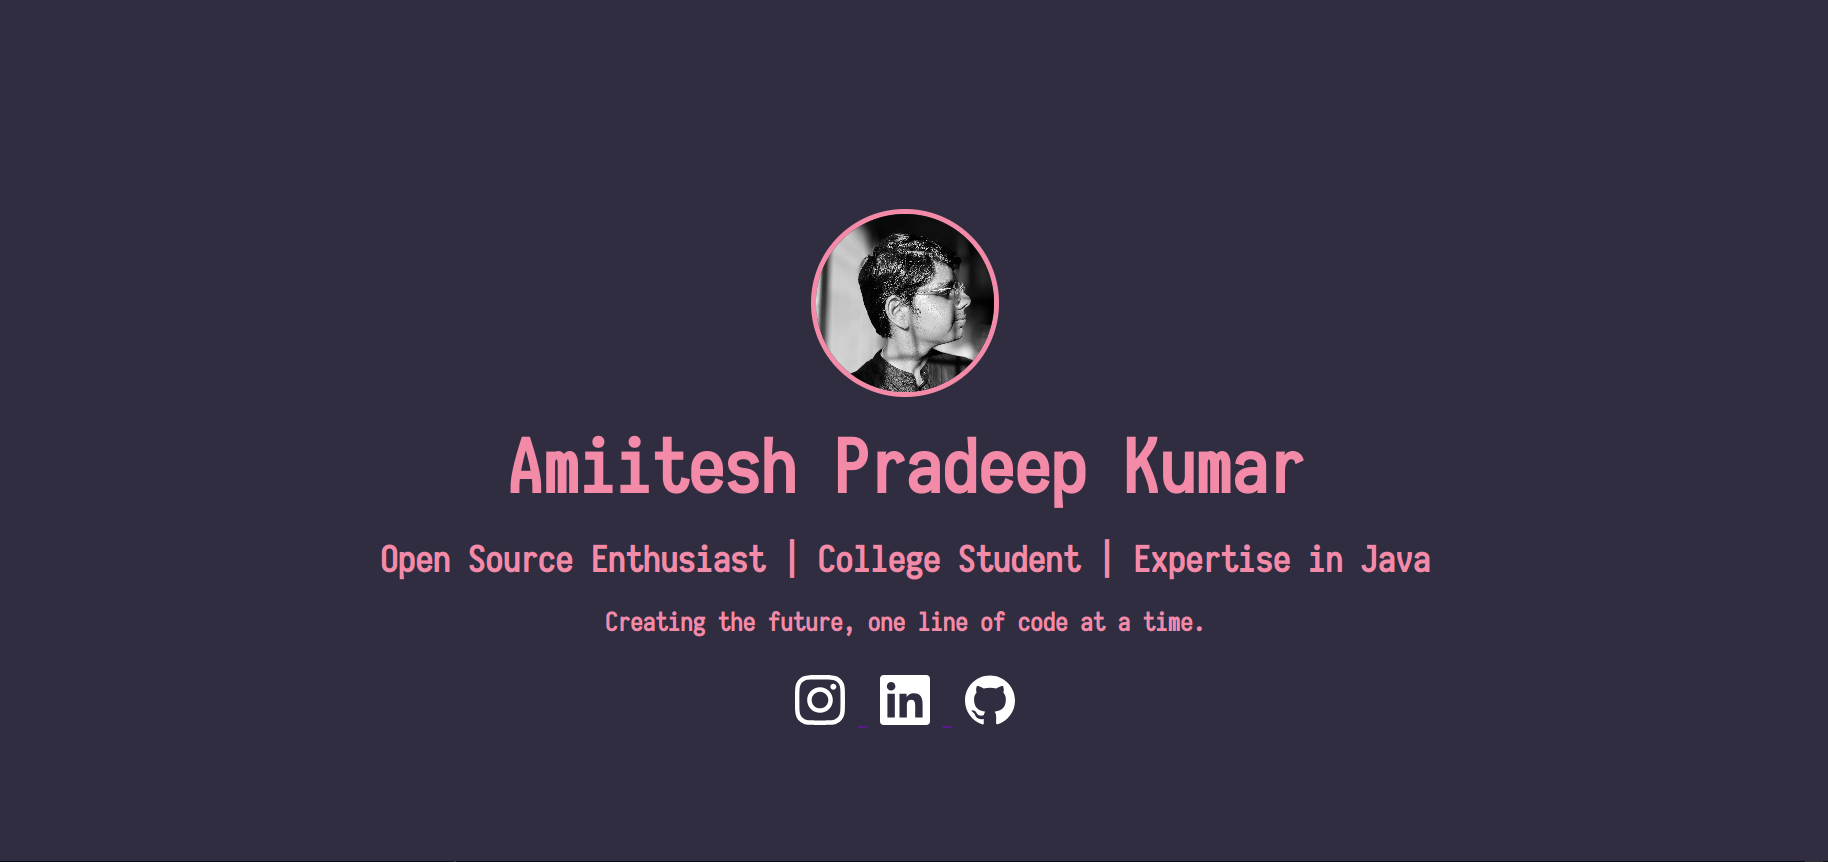 Amiitesh Pradeep Kumar
Open Source Enthusiast | College Student | Expertise in Java
Creating the future, one line of code at a time.
in